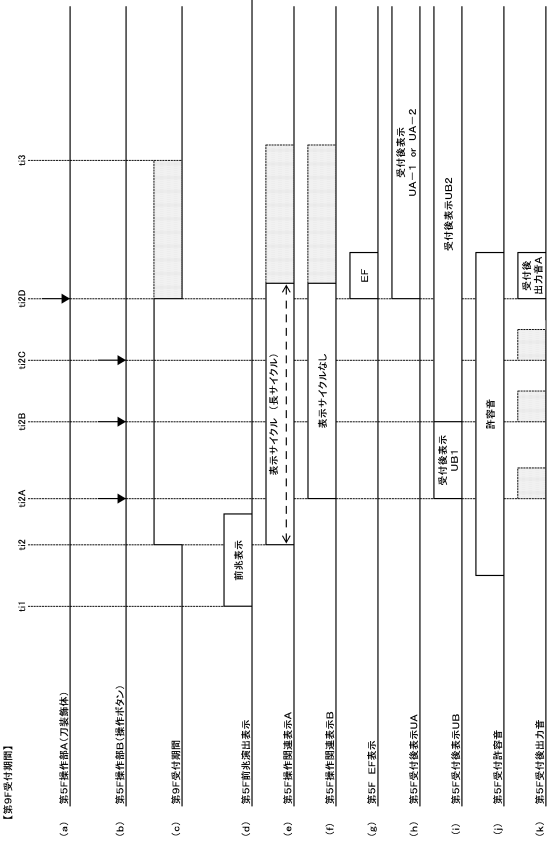 【第9F受付期間】
ti1
ti2
ti2A
ti2B
ti2C
ti2D
ti3
(a) 第5F操作部A(刀装飾体)
(b) 第5F操作部B(操作ボタン)
(c) 第9F受付期間
(d) 第5F前兆演出表示
前兆表示
(e) 第5F操作関連表示A
表示サイクル (長サイクル)
(f) 第5F操作関連表示B
表示サイクルなし
(g) 第5F EF表示
EF
(h) 第5F受付後表示UA
受付後表示
UA-1 or UA-2
(i) 第5F受付後表示UB
受付後表示
UB1
受付後表示UB2
(j) 第5F受付許容音
許容音
(k) 第5F受付後出力音
受付後
出力音A